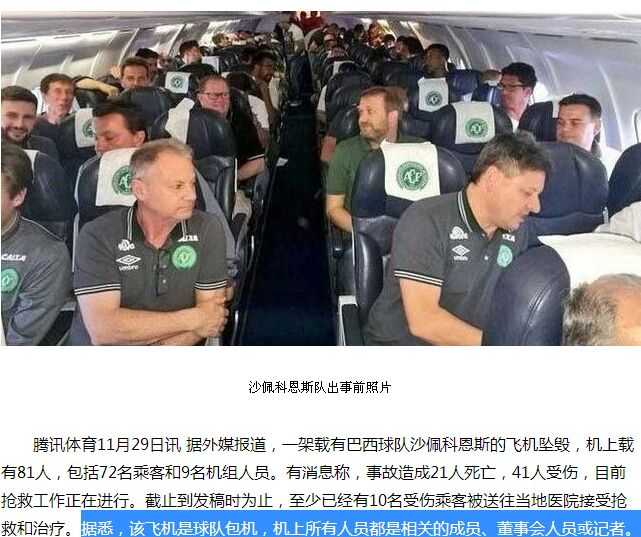 CAIXA
umbro
umbro
CAIXA
沙佩科恩斯队出事前照片
腾讯体育11月29日讯 据外媒报道，一架载有巴西球队沙佩科恩斯的飞机坠毁，机上载
有81人，包括72名乘客和9名机组人员。有消息称，事故造成21人死亡，41人受伤，目前
抢救工作正在进行。截止到发稿时为止，至少已经有10名受伤乘客被送往当地医院接受抢
救和治疗。据悉，该飞机是球队包机，机上所有人员都是相关的成员、董事会人员或记者。